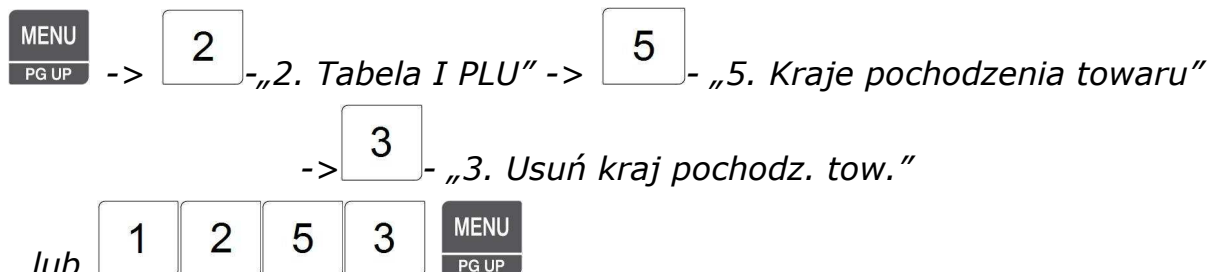 MENU
PG UP -> 2 -„2. Tabela I PLU” -> 5 - „5. Kraje pochodzenia towaru”
-> 3 - „3. Usuń kraj pochodz. tow.”
lub 1 2 5 3 MENU
PG UP